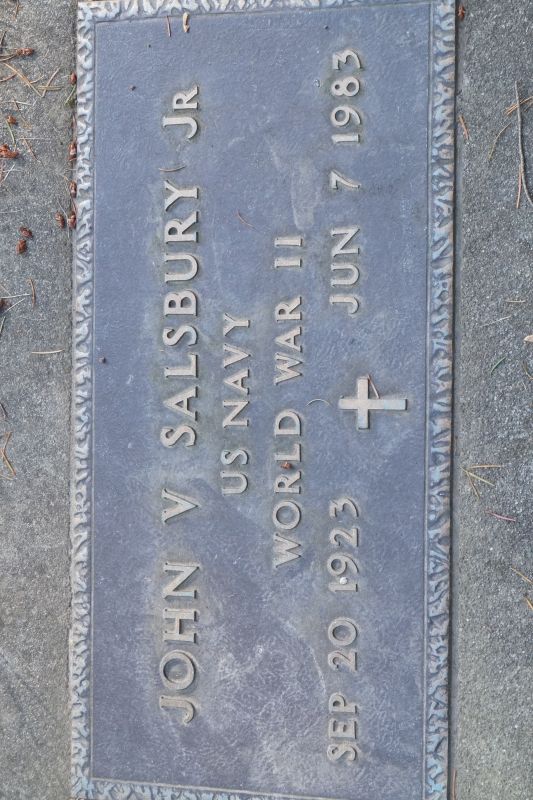 JOHN V SALSBURY JR
US NAVY
WORLD WAR II
SEP 20 1923 JUN 7 1983